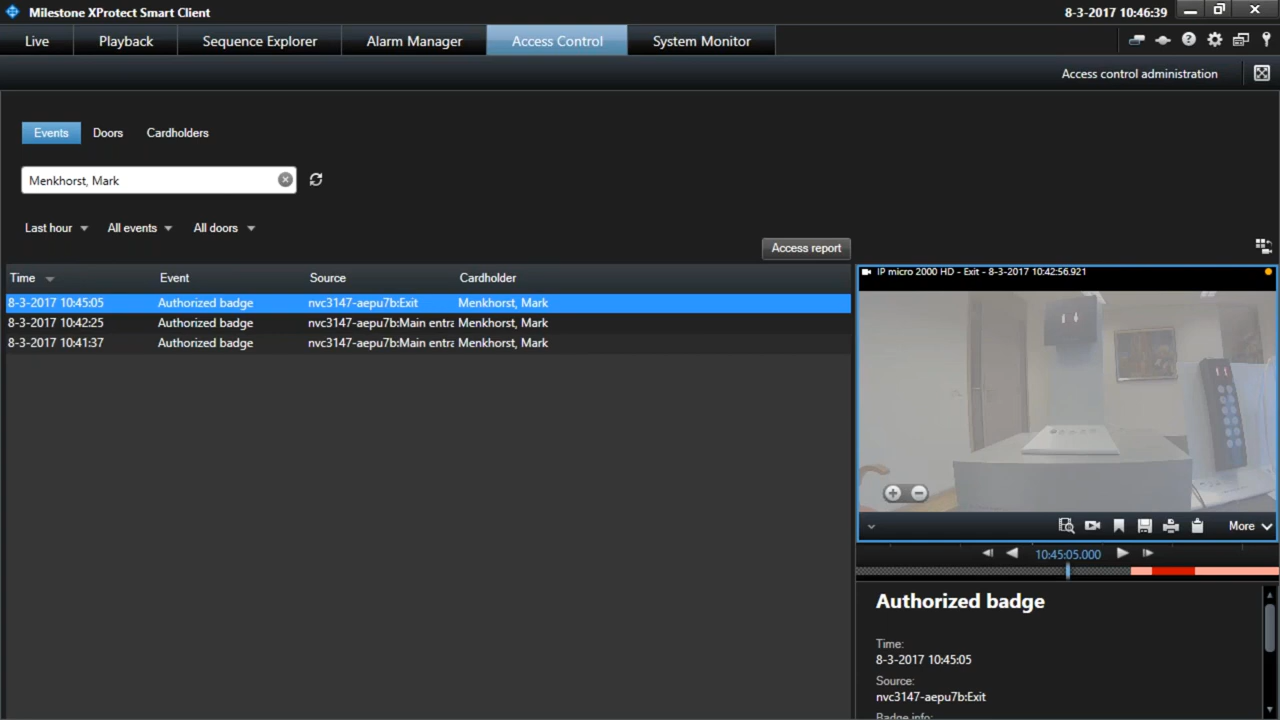 Milestone XProtect Smart Client 8-3-2017 10:46:39
Live Playback Sequence Explorer Alarm Manager Access Control System Monitor
Access control administration
Events Doors Cardholders
Menkhorst, Mark
Last hour All events All doors
Access report
Time Event Source Cardholder
8-3-2017 10:45:05 Authorized badge nvc3147-aepu7b:Exit Menkhorst, Mark
8-3-2017 10:42:25 Authorized badge nvc3147-aepu7b:Main entra Menkhorst, Mark
8-3-2017 10:41:37 Authorized badge nvc3147-aepu7b:Main entra Menkhorst, Mark
IP micro 2000 HD - Exit - 8-3-2017 10:42:56.921
More
10:45:05.000
Authorized badge
Time:
8-3-2017 10:45:05
Source:
nvc3147-aepu7b:Exit
Badge info: